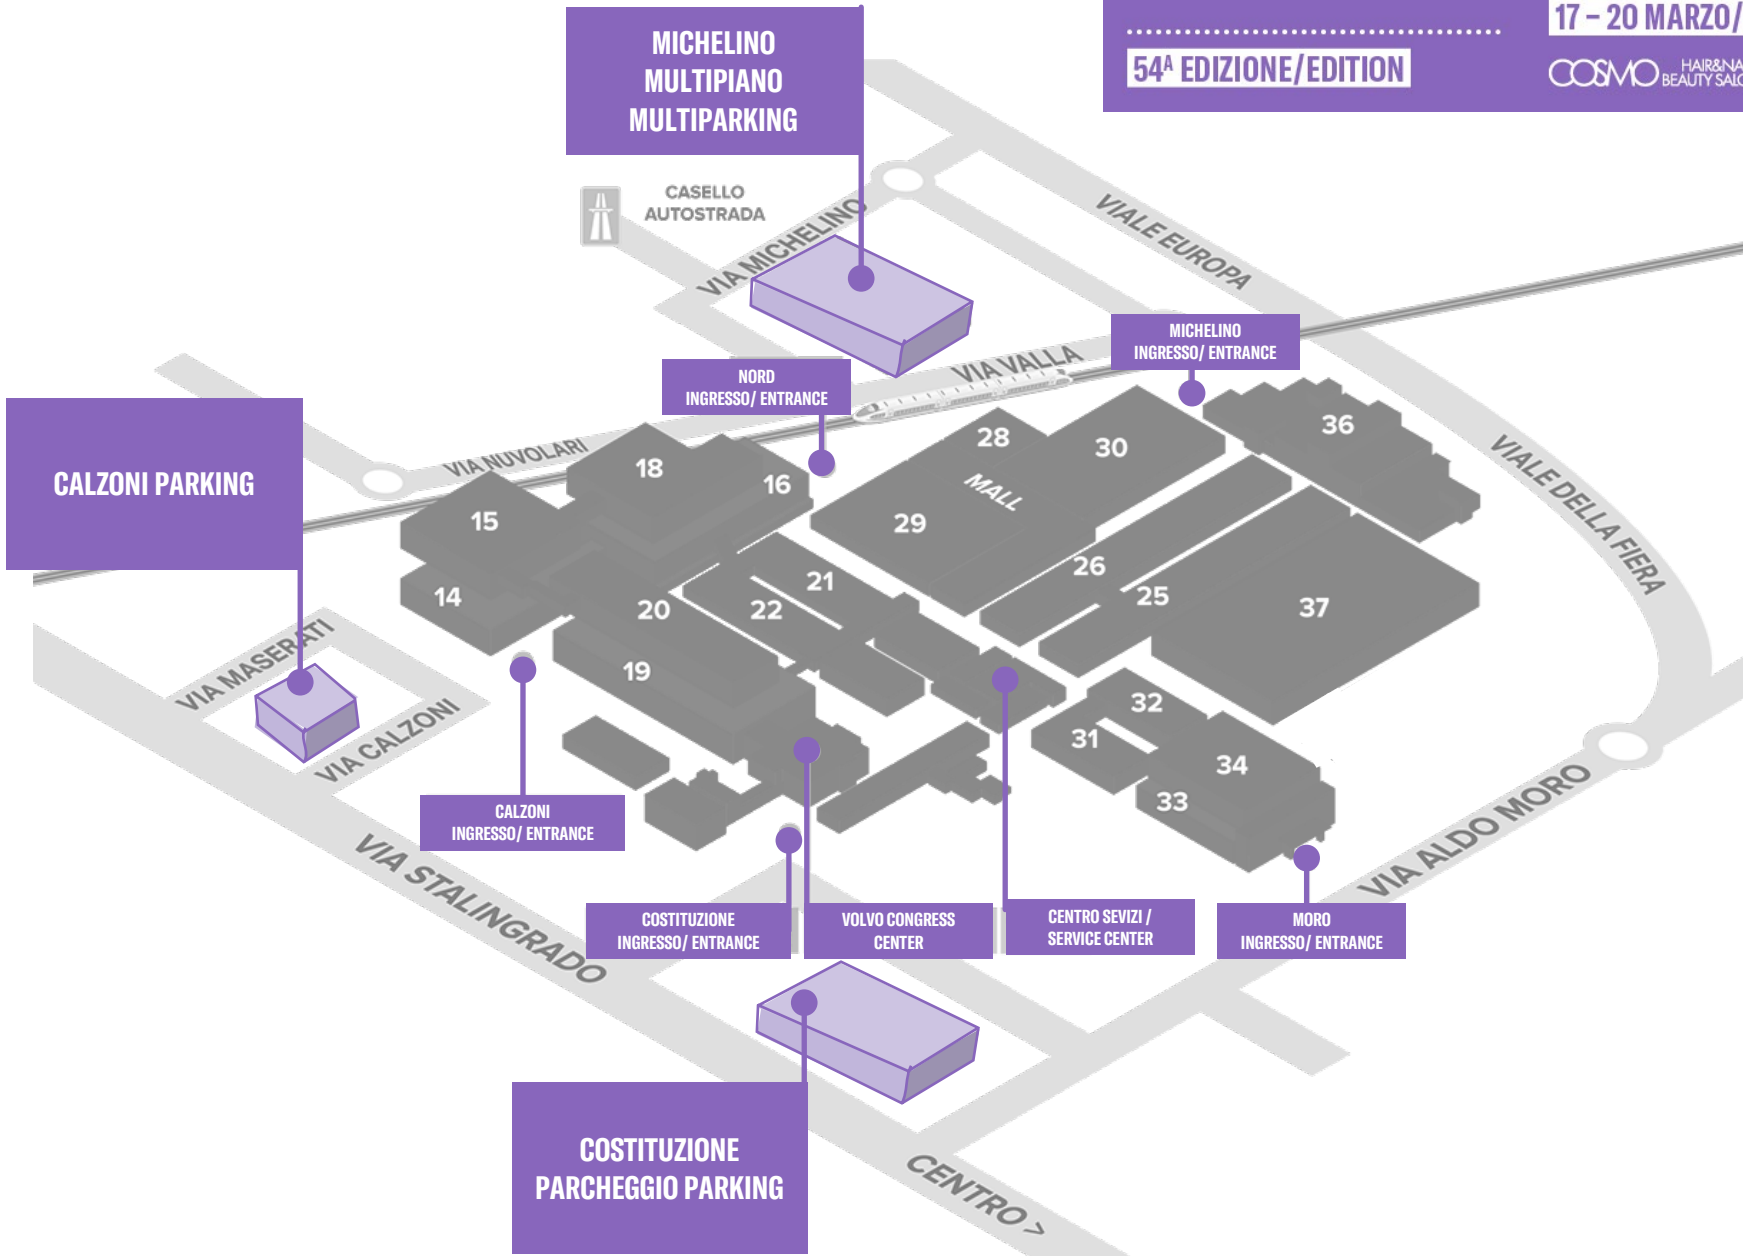 MICHELINO
MULTIPIANO
MULTIPARKING
17 – 20 MARZO/
54ᴬ EDIZIONE/EDITION
COSMO
HAIR&NA
BEAUTY SALO
CASELLO
AUTOSTRADA
VIA MICHELINO
VIALE EUROPA
MICHELINO
INGRESSO/ ENTRANCE
VIA VALLA
NORD
INGRESSO/ ENTRANCE
VIA NUVOLARI
CALZONI PARKING
VIALE DELLA FIERA
28
30
36
18
16
MALL
15
29
21
26
14
20
22
25
37
19
32
31
34
33
VIA MASERATI
VIA CALZONI
CALZONI
INGRESSO/ ENTRANCE
VIA STALINGRADO
VIA ALDO MORO
COSTITUZIONE
INGRESSO/ ENTRANCE
VOLVO CONGRESS
CENTER
CENTRO SEVIZI /
SERVICE CENTER
MORO
INGRESSO/ ENTRANCE
COSTITUZIONE
PARCHEGGIO PARKING
CENTRO >